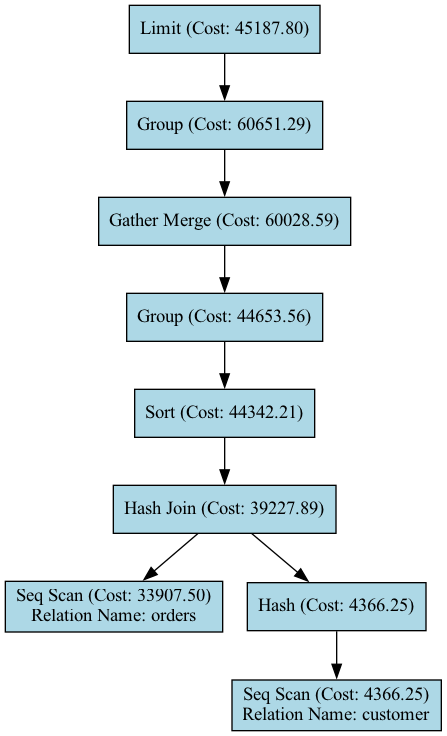 Limit (Cost: 45187.80)
Group (Cost: 60651.29)
Gather Merge (Cost: 60028.59)
Group (Cost: 44653.56)
Sort (Cost: 44342.21)
Hash Join (Cost: 39227.89)
Seq Scan (Cost: 33907.50)
Relation Name: orders
Hash (Cost: 4366.25)
Seq Scan (Cost: 4366.25)
Relation Name: customer